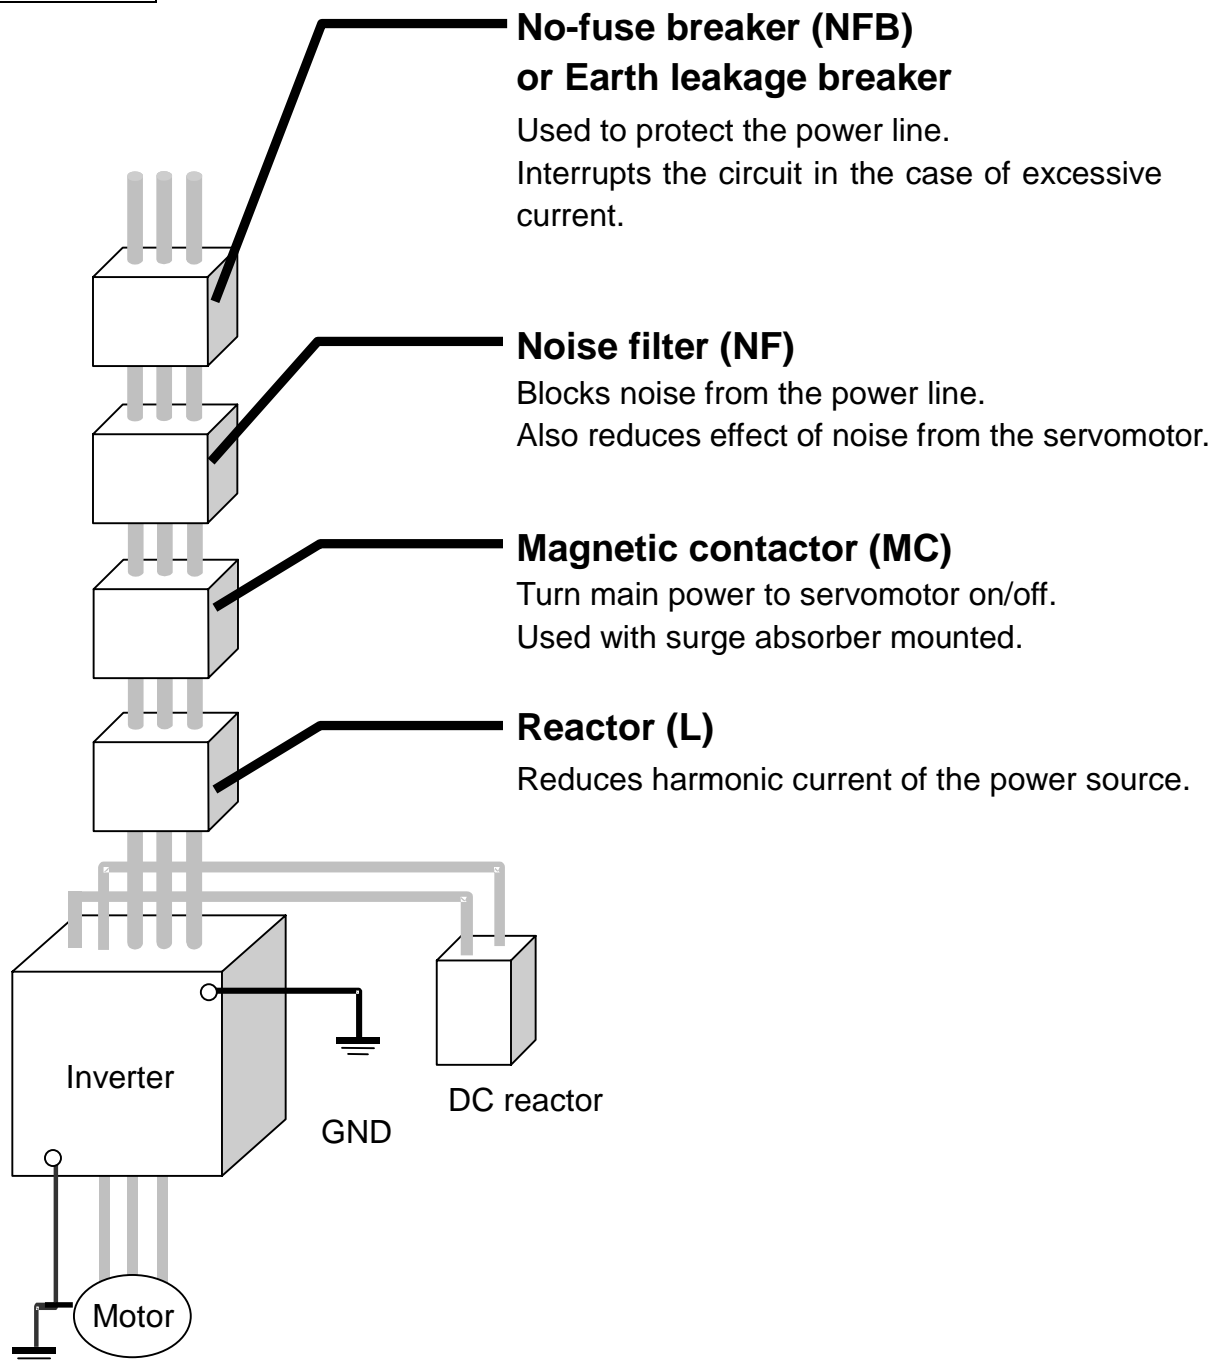 No-fuse breaker (NFB)
or Earth leakage breaker
Used to protect the power line.
Interrupts the circuit in the case of excessive
current.
Noise filter (NF)
Blocks noise from the power line.
Also reduces effect of noise from the servomotor.
Magnetic contactor (MC)
Turn main power to servomotor on/off.
Used with surge absorber mounted.
Reactor (L)
Reduces harmonic current of the power source.
Inverter
DC reactor
GND
Motor